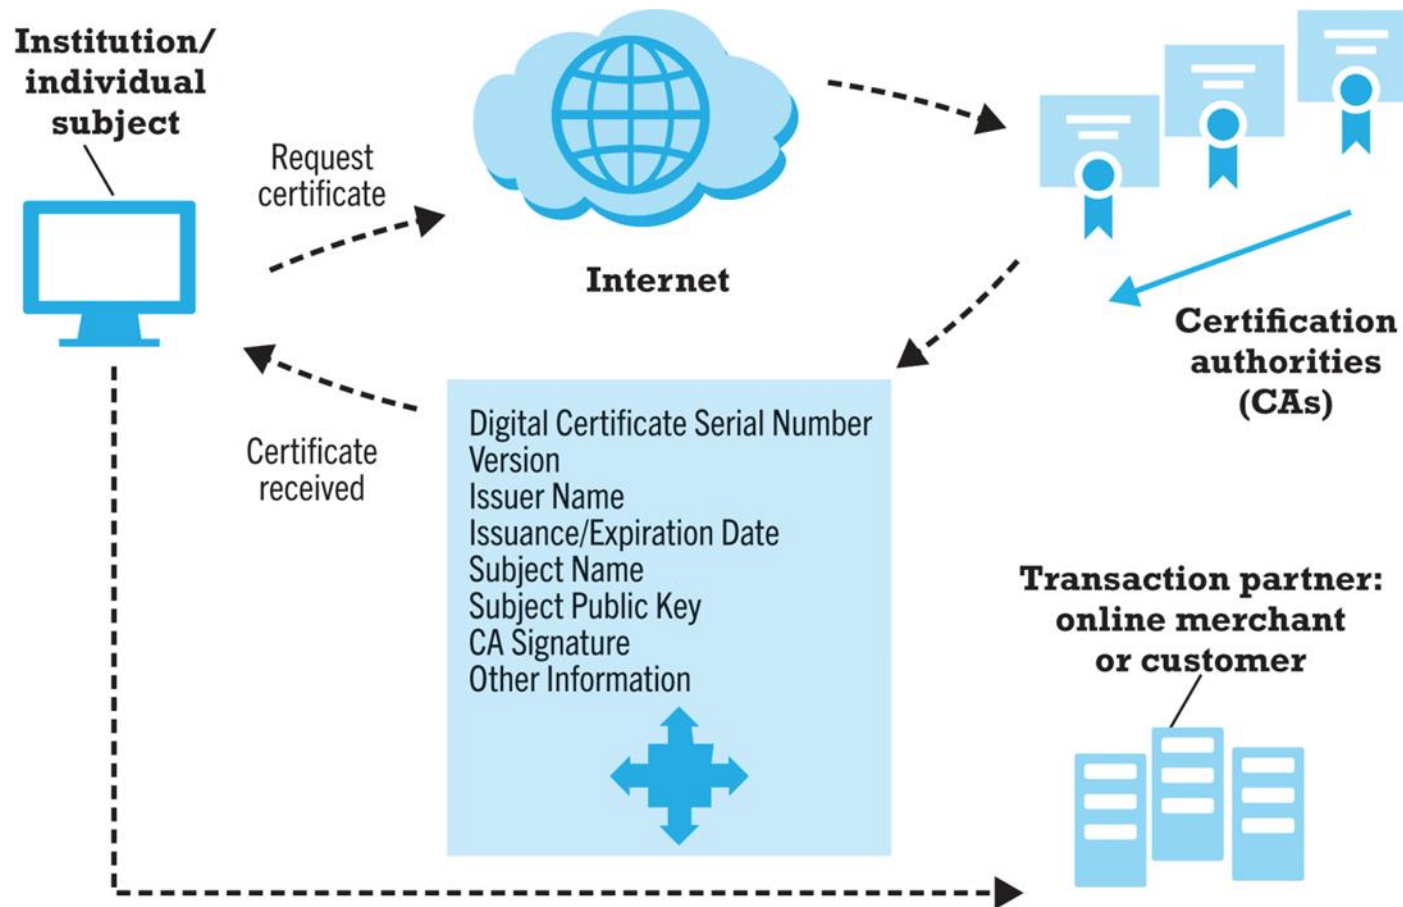 Institution/
individual
subject
Request
certificate
Internet
Certification
authorities
(CAs)
Certificate
received
Digital Certificate Serial Number
Version
Issuer Name
Issuance/Expiration Date
Subject Name
Subject Public Key
CA Signature
Other Information
Transaction partner:
online merchant
or customer